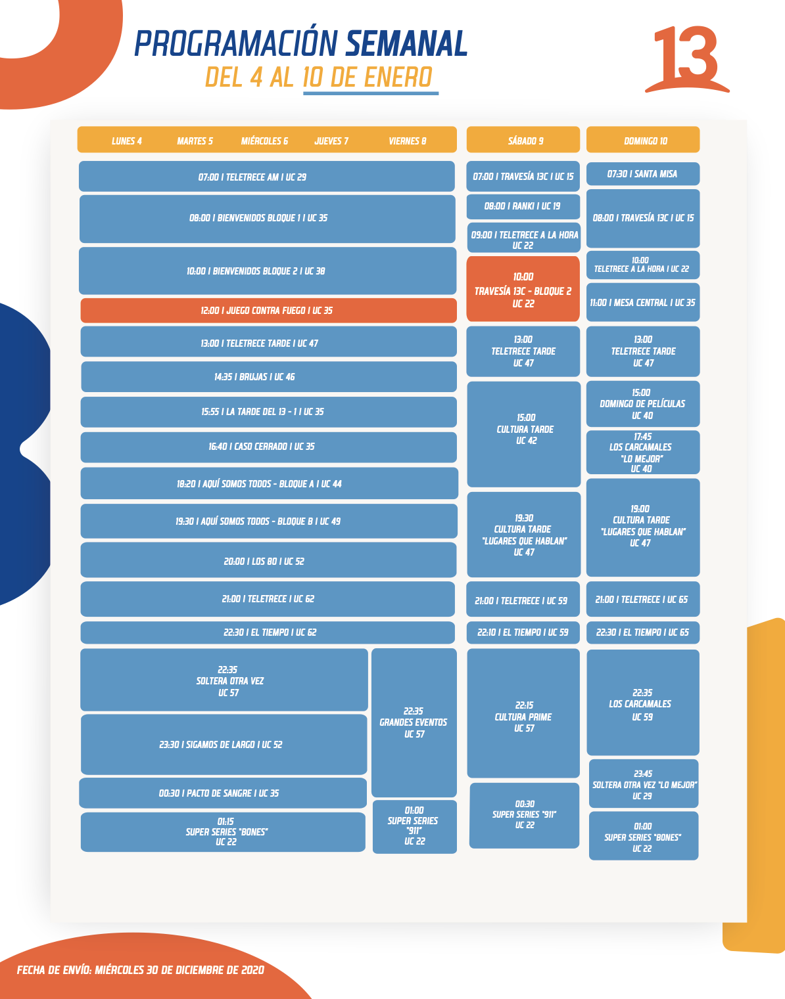 PROGRAMACIÓN SEMANAL
DEL 4 AL 10 DE ENERO
13
LUNES 4 MARTES 5 MIÉRCOLES 6 JUEVES 7 VIERNES 8
07:00 | TELETRECE AM | UC 29
08:00 | BIENVENIDOS BLOQUE 1 | UC 35
10:00 | BIENVENIDOS BLOQUE 2 | UC 38
12:00 | JUEGO CONTRA FUEGO | UC 35
13:00 | TELETRECE TARDE | UC 47
14:35 | BRUJAS | UC 46
15:55 | LA TARDE DEL 13 - 1 | UC 35
16:40 | CASO CERRADO | UC 35
18:20 | AQUÍ SOMOS TODOS - BLOQUE A | UC 44
19:30 | AQUÍ SOMOS TODOS - BLOQUE B | UC 49
20:00 | LOS 80 | UC 52
21:00 | TELETRECE | UC 62
22:30 | EL TIEMPO | UC 62
22:35
SOLTERA OTRA VEZ
UC 57
23:30 | SIGAMOS DE LARGO | UC 52
00:30 | PACTO DE SANGRE | UC 35
01:15
SUPER SERIES "BONES"
UC 22
22:35
GRANDES EVENTOS
UC 57
01:00
SUPER SERIES
"911"
UC 22
SÁBADO 9
07:00 | TRAVESÍA 13C | UC 15
08:00 | RANKI | UC 19
09:00 | TELETRECE A LA HORA
UC 22
10:00
TRAVESÍA 13C - BLOQUE 2
UC 22
13:00
TELETRECE TARDE
UC 47
15:00
CULTURA TARDE
UC 42
19:30
CULTURA TARDE
"LUGARES QUE HABLAN"
UC 47
21:00 | TELETRECE | UC 59
22:10 | EL TIEMPO | UC 59
22:15
CULTURA PRIME
UC 57
00:30
SUPER SERIES "911"
UC 22
DOMINGO 10
07:30 | SANTA MISA
08:00 | TRAVESÍA 13C | UC 15
10:00
TELETRECE A LA HORA | UC 22
11:00 | MESA CENTRAL | UC 35
13:00
TELETRECE TARDE
UC 47
15:00
DOMINGO DE PELÍCULAS
UC 40
17:45
LOS CARCAMALES
"LO MEJOR"
UC 40
19:00
CULTURA TARDE
"LUGARES QUE HABLAN"
UC 47
21:00 | TELETRECE | UC 65
22:30 | EL TIEMPO | UC 65
22:35
LOS CARCAMALES
UC 59
23:45
SOLTERA OTRA VEZ "LO MEJOR"
UC 29
01:00
SUPER SERIES "BONES"
UC 22
FECHA DE ENVÍO: MIÉRCOLES 30 DE DICIEMBRE DE 2020